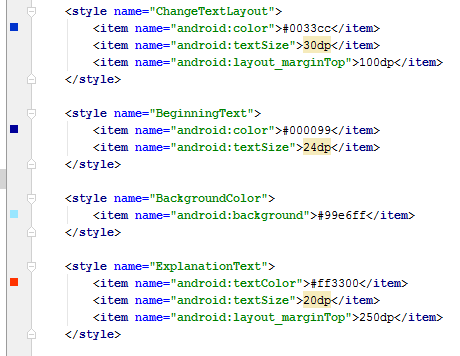 <style name="ChangeTextLayout">
<item name="android:color">#0033cc</item>
<item name="android:textSize">30dp</item>
<item name="android:layout_marginTop">100dp</item>
</style>
<style name="BeginningText">
<item name="android:color">#000099</item>
<item name="android:textSize">24dp</item>
</style>
<style name="BackgroundColor">
<item name="android:background">#99e6ff</item>
</style>
<style name="ExplanationText">
<item name="android:textColor">#ff3300</item>
<item name="android:textSize">20dp</item>
<item name="android:layout_marginTop">250dp</item>
</style>